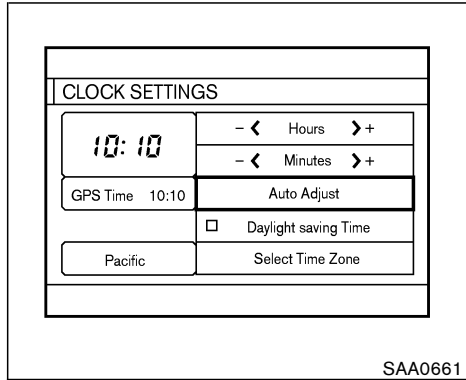 CLOCK SETTINGS
10:10
- < Hours > +
- < Minutes > +
GPS Time 10:10
Auto Adjust
Daylight saving Time
Pacific
Select Time Zone
SAA0661